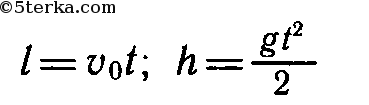 ©5terka.com
l = v₀t; h = gt²/2